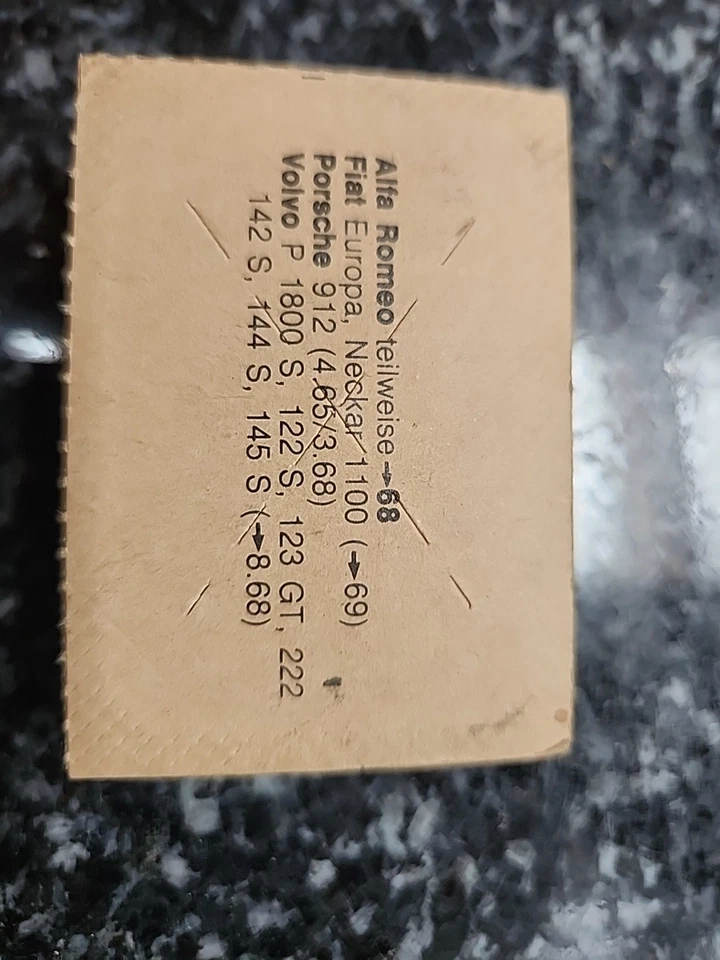 Alfa Romeo teilweise →68
Fiat Europa, Neckar 1100 (→69)
Porsche 912 (4.65/3.68)
Volvo P 1800 S, 122 S, 123 GT, 222
142 S, 144 S, 145 S (→8.68)